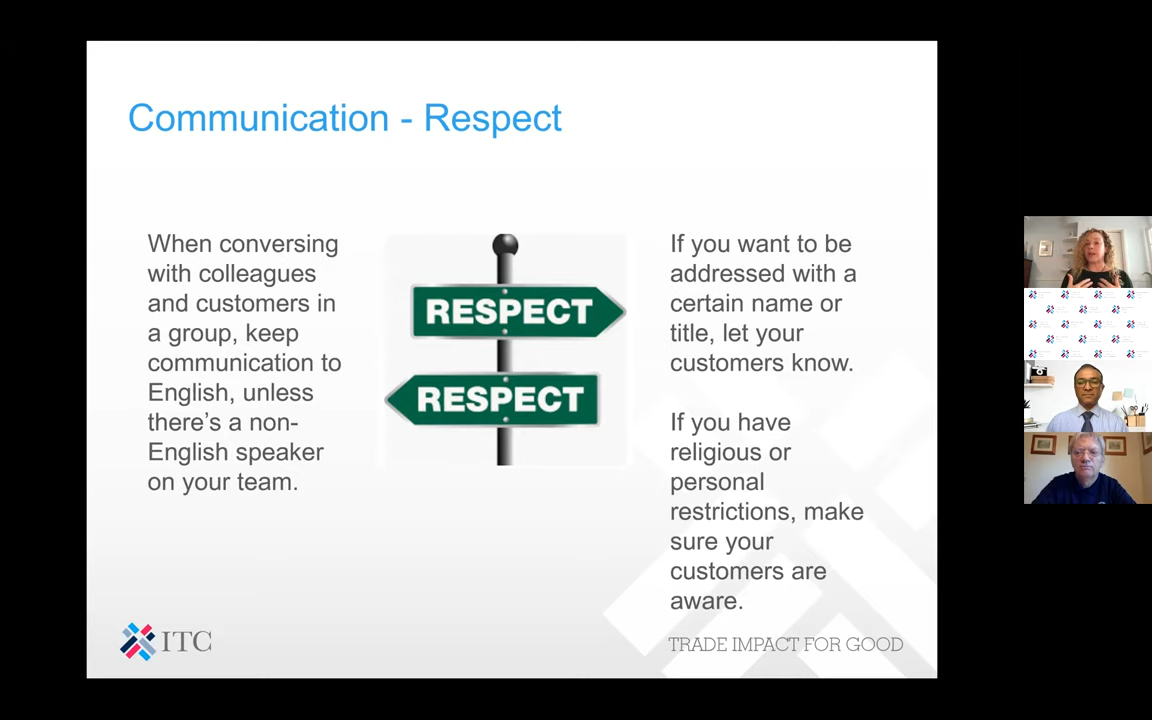 Communication - Respect
When conversing
with colleagues
and customers in
a group, keep
communication to
English, unless
there’s a non-
English speaker
on your team.
RESPECT
RESPECT
If you want to be
addressed with a
certain name or
title, let your
customers know.
If you have
religious or
personal
restrictions, make
sure your
customers are
aware.
ITC
TRADE IMPACT FOR GOOD